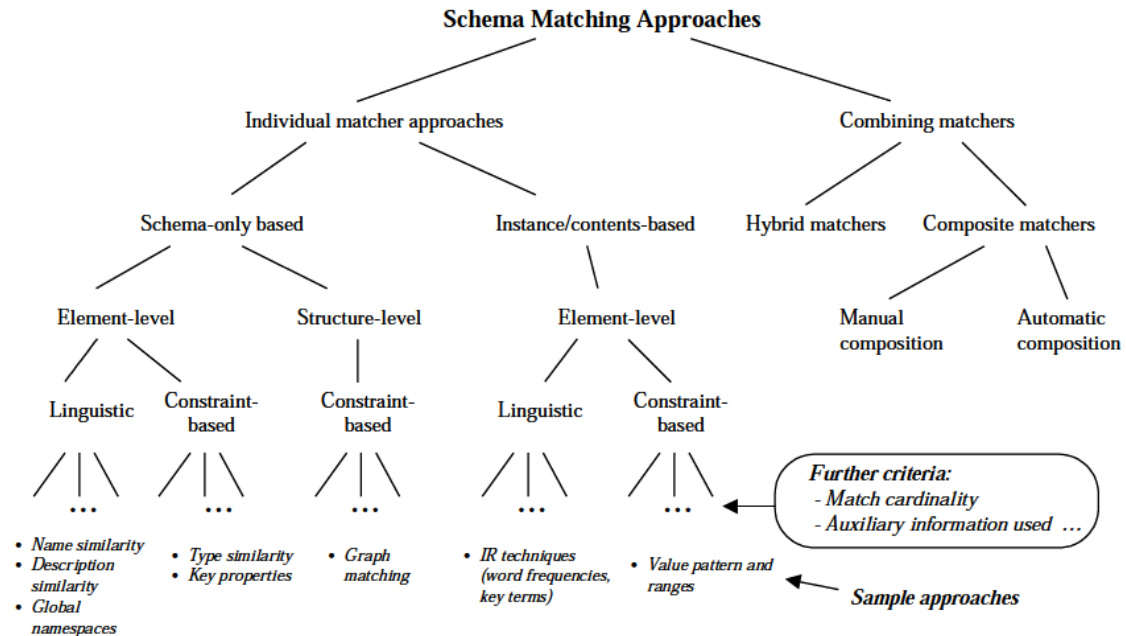 Schema Matching Approaches
Individual matcher approaches
Combining matchers
Schema-only based
Instance/contents-based
Hybrid matchers
Composite matchers
Element-level
Structure-level
Element-level
Manual
composition
Automatic
composition
Linguistic
Constraint-
based
Constraint-
based
Linguistic
Constraint-
based
...
...
...
...
...
Further criteria:
- Match cardinality
- Auxiliary information used ...
• Name similarity
• Description
similarity
• Global
namespaces
• Type similarity
• Key properties
• Graph
matching
• IR techniques
(word frequencies,
key terms)
• Value pattern and
ranges
Sample approaches